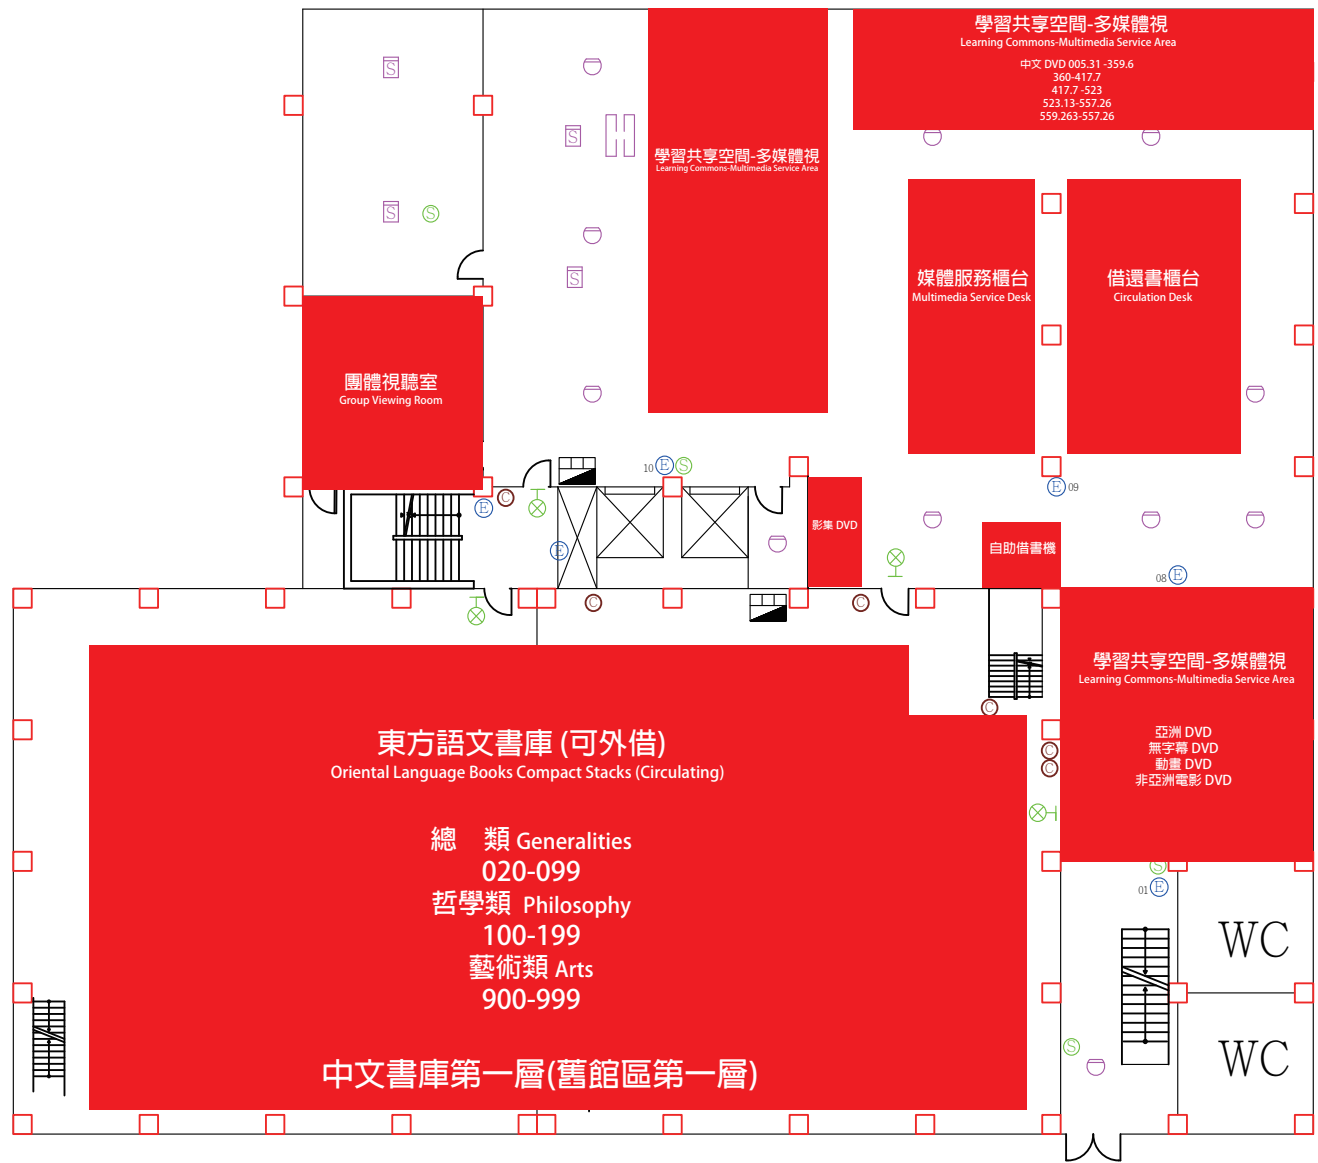 學習共享空間-多媒體視
Learning Commons-Multimedia Service Area
中文 DVD 005.31 -359.6
360-417.7
417.7 -523
523.13-557.26
559.263-557.26
S
S
學習共享空間-多媒體視
Learning Commons-Multimedia Service Area
S
S
S
媒體服務櫃台
Multimedia Service Desk
借還書櫃台
Circulation Desk
團體視聽室
Group Viewing Room
10 E S
E 09
E C
影集 DVD
E
自助借書機
08 E
C
C
學習共享空間-多媒體視
Learning Commons-Multimedia Service Area
亞洲 DVD
無字幕 DVD
動畫 DVD
非亞洲電影 DVD
C
C
C
東方語文書庫 (可外借)
Oriental Language Books Compact Stacks (Circulating)
總 類 Generalities
020-099
哲學類 Philosophy
100-199
藝術類 Arts
900-999
中文書庫第一層(舊館區第一層)
S
01 E
WC
S
WC